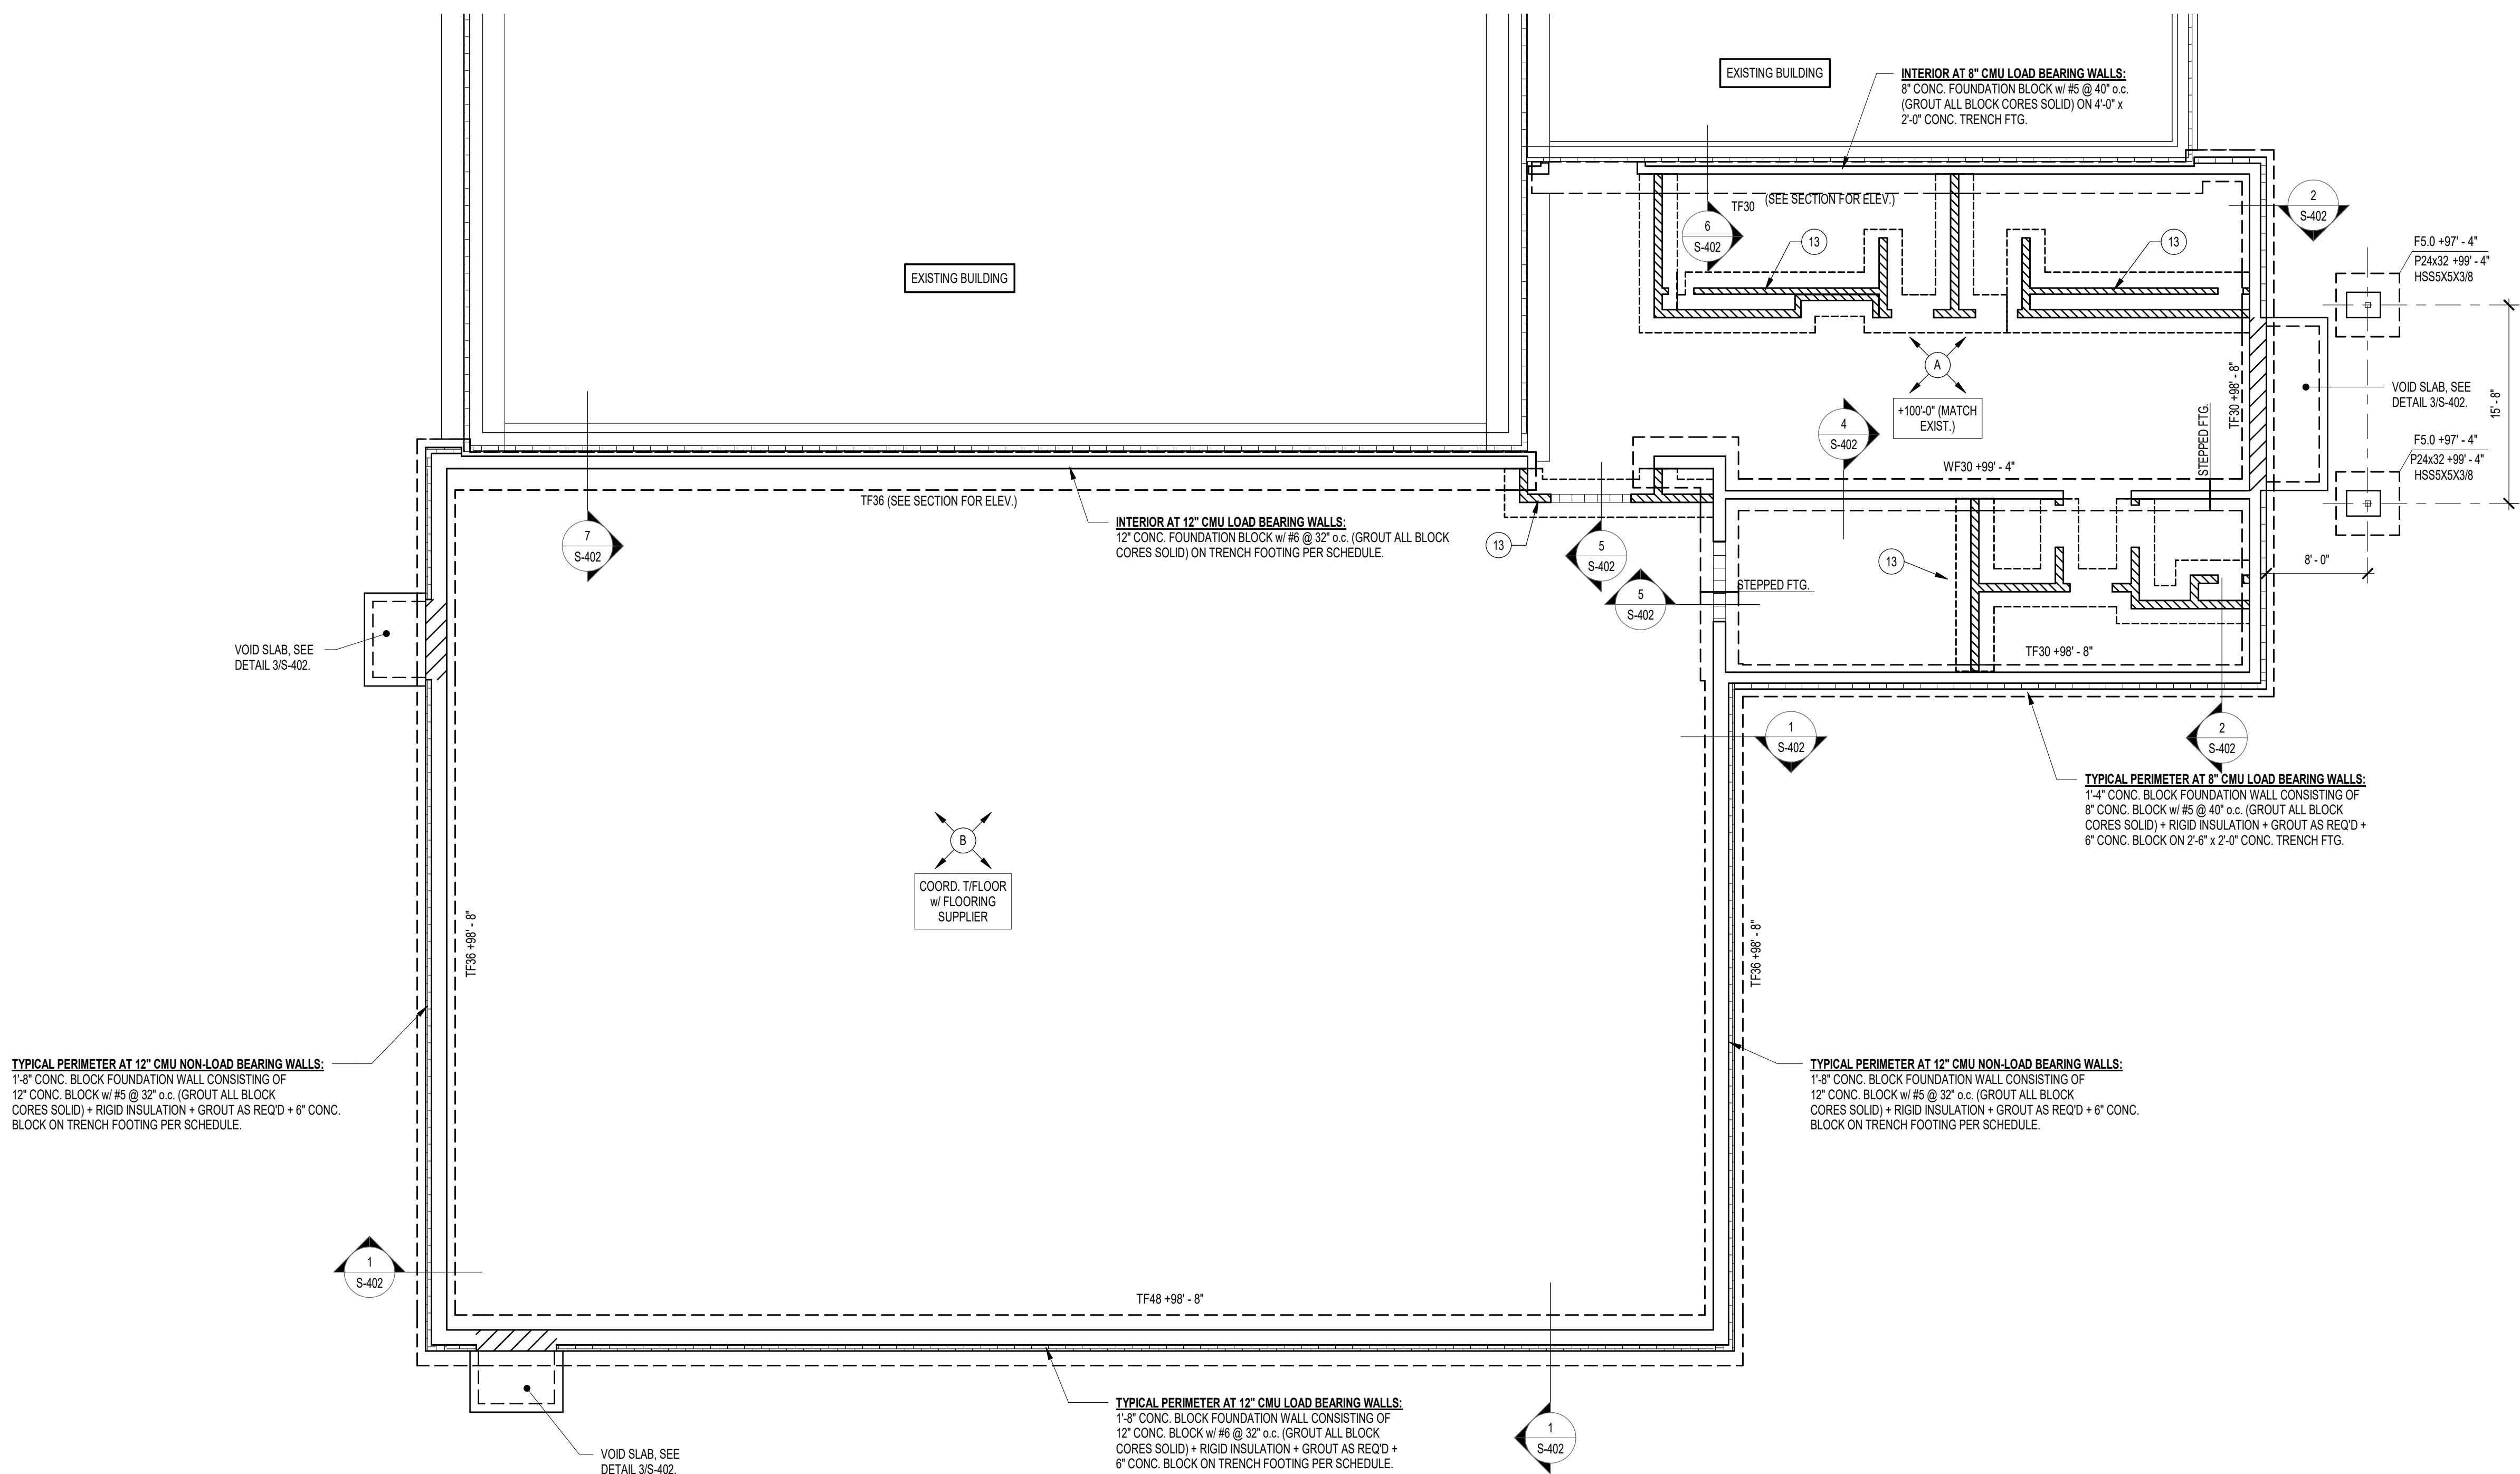 EXISTING BUILDING
INTERIOR AT 8" CMU LOAD BEARING WALLS:
8" CONC. FOUNDATION BLOCK w/ #5 @ 40" o.c.
(GROUT ALL BLOCK CORES SOLID) ON 4'-0" x
2'-0" CONC. TRENCH FTG.
EXISTING BUILDING
6
S-402
TF30
(SEE SECTION FOR ELEV.)
13
13
2
S-402
F5.0 +97' - 4"
P24x32 +99' - 4"
HSS5X5X3/8
A
+100'-0" (MATCH
EXIST.)
TF30 +98' - 8"
STEPPED FTG.
VOID SLAB, SEE
DETAIL 3/S-402.
15' - 8"
4
S-402
F5.0 +97' - 4"
P24x32 +99' - 4"
HSS5X5X3/8
WF30 +99' - 4"
TF36 (SEE SECTION FOR ELEV.)
7
S-402
INTERIOR AT 12" CMU LOAD BEARING WALLS:
12" CONC. FOUNDATION BLOCK w/ #6 @ 32" o.c. (GROUT ALL BLOCK
CORES SOLID) ON TRENCH FOOTING PER SCHEDULE.
13
5
S-402
5
S-402
STEPPED FTG.
13
8' - 0"
VOID SLAB, SEE
DETAIL 3/S-402.
TF30 +98' - 8"
1
S-402
2
S-402
TYPICAL PERIMETER AT 8" CMU LOAD BEARING WALLS:
1'-4" CONC. BLOCK FOUNDATION WALL CONSISTING OF
8" CONC. BLOCK w/ #5 @ 40" o.c. (GROUT ALL BLOCK
CORES SOLID) + RIGID INSULATION + GROUT AS REQ'D +
6" CONC. BLOCK ON 2'-6" x 2'-0" CONC. TRENCH FTG.
B
COORD. T/FLOOR
w/ FLOORING
SUPPLIER
TF36 +98' - 8"
TF36 +98' - 8"
TYPICAL PERIMETER AT 12" CMU NON-LOAD BEARING WALLS:
1'-8" CONC. BLOCK FOUNDATION WALL CONSISTING OF
12" CONC. BLOCK w/ #5 @ 32" o.c. (GROUT ALL BLOCK
CORES SOLID) + RIGID INSULATION + GROUT AS REQ'D + 6" CONC.
BLOCK ON TRENCH FOOTING PER SCHEDULE.
TYPICAL PERIMETER AT 12" CMU NON-LOAD BEARING WALLS:
1'-8" CONC. BLOCK FOUNDATION WALL CONSISTING OF
12" CONC. BLOCK w/ #5 @ 32" o.c. (GROUT ALL BLOCK
CORES SOLID) + RIGID INSULATION + GROUT AS REQ'D + 6" CONC.
BLOCK ON TRENCH FOOTING PER SCHEDULE.
1
S-402
TF48 +98' - 8"
TYPICAL PERIMETER AT 12" CMU LOAD BEARING WALLS:
1'-8" CONC. BLOCK FOUNDATION WALL CONSISTING OF
12" CONC. BLOCK w/ #6 @ 32" o.c. (GROUT ALL BLOCK
CORES SOLID) + RIGID INSULATION + GROUT AS REQ'D +
6" CONC. BLOCK ON TRENCH FOOTING PER SCHEDULE.
1
S-402
VOID SLAB, SEE
DETAIL 3/S-402.